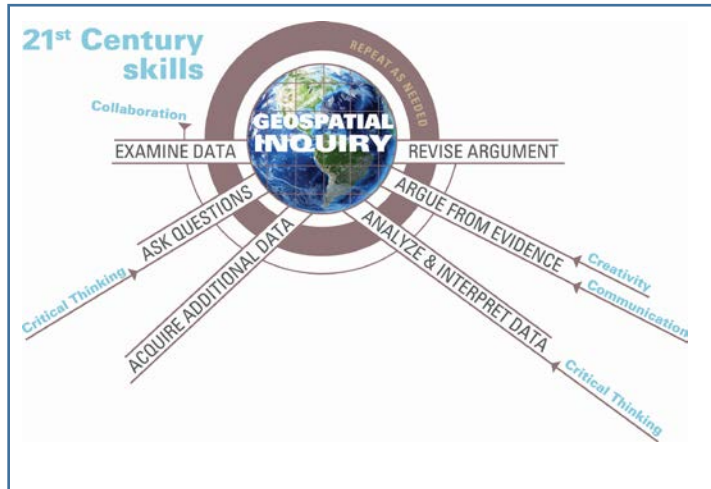 21st Century
skills
REPEAT AS NEEDED
Collaboration
GEOSPATIAL
INQUIRY
EXAMINE DATA
REVISE ARGUMENT
ASK QUESTIONS
ARGUE FROM EVIDENCE
ACQUIRE ADDITIONAL DATA
ANALYZE & INTERPRET DATA
Critical Thinking
Creativity
Communication
Critical Thinking